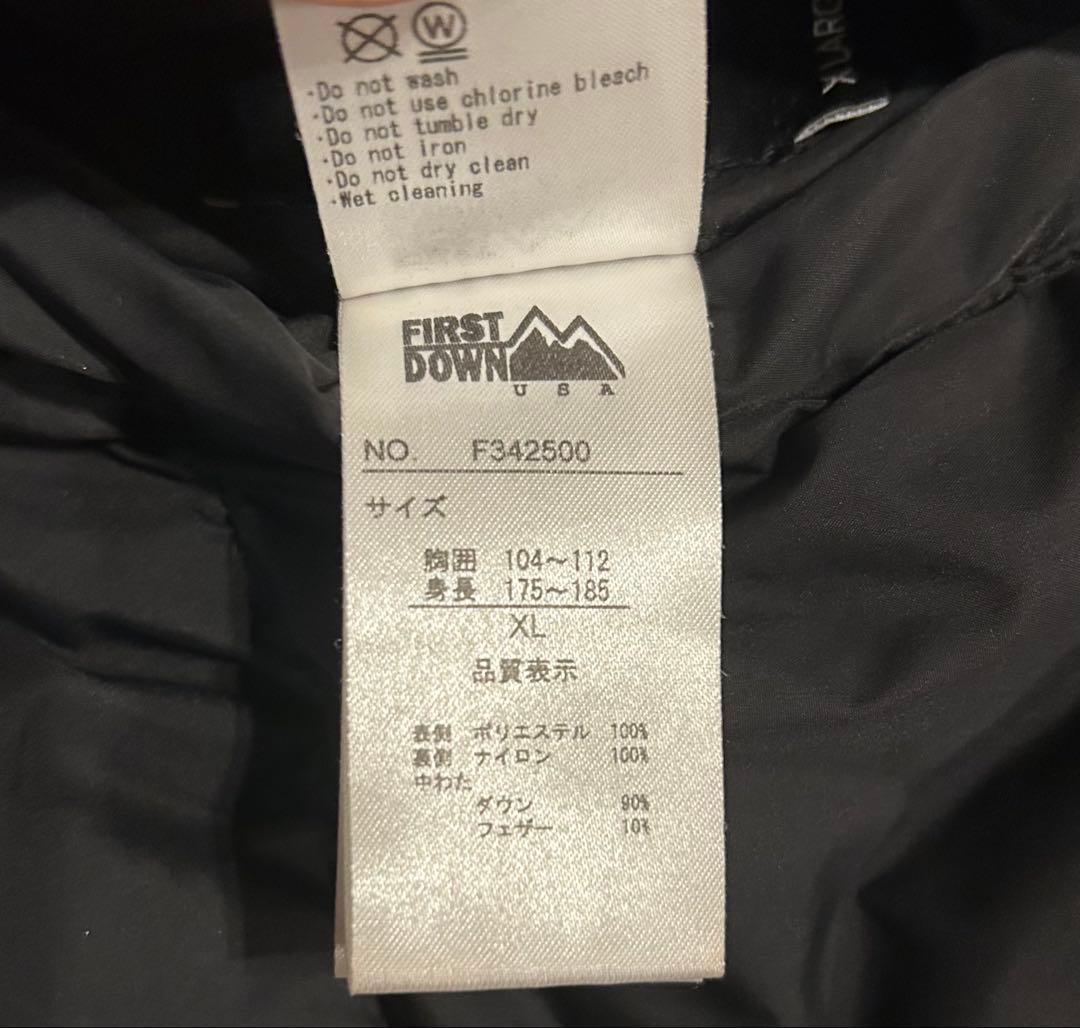 W
·Do not wash
·Do not use chlorine bleach
·Do not tumble dry
·Do not iron
·Do not dry clean
·Wet cleaning
X LARG
FIRST
DOWN
USA
NO. F342500
サイズ
胸囲 104～112
身長 175～185
XL
品質表示
表側 ポリエステル 100%
裏側 ナイロン 100%
中わた
ダウン 90%
フェザー 10%